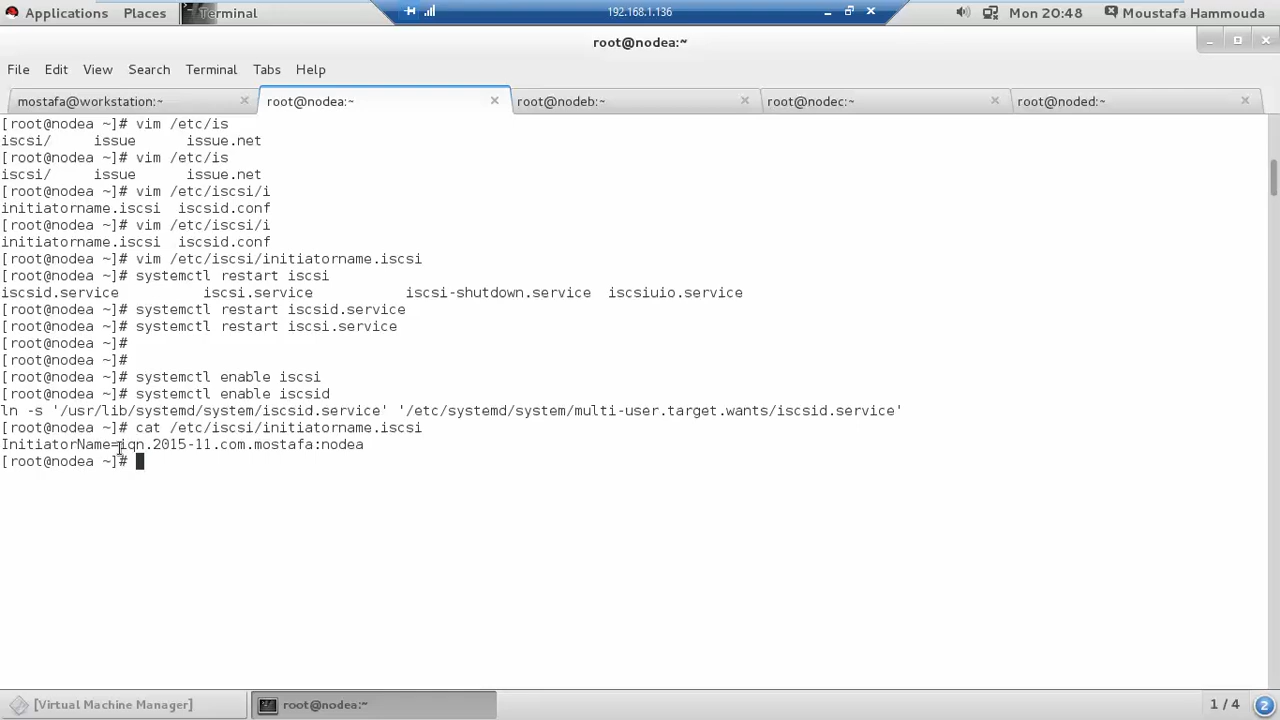 Applications Places Terminal 192.168.1.136 Mon 20:48 Moustafa Hammouda
root@nodea:~
File Edit View Search Terminal Tabs Help
mostafa@workstation:~ root@nodea:~ root@nodeb:~ root@nodec:~ root@noded:~
[root@nodea ~]# vim /etc/is
iscsi/ issue issue.net
[root@nodea ~]# vim /etc/is
iscsi/ issue issue.net
[root@nodea ~]# vim /etc/iscsi/i
initiatorname.iscsi iscsid.conf
[root@nodea ~]# vim /etc/iscsi/i
initiatorname.iscsi iscsid.conf
[root@nodea ~]# vim /etc/iscsi/initiatorname.iscsi
[root@nodea ~]# systemctl restart iscsi
iscsid.service iscsi.service iscsi-shutdown.service iscsiuio.service
[root@nodea ~]# systemctl restart iscsid.service
[root@nodea ~]# systemctl restart iscsi.service
[root@nodea ~]#
[root@nodea ~]#
[root@nodea ~]# systemctl enable iscsi
[root@nodea ~]# systemctl enable iscsid
ln -s '/usr/lib/systemd/system/iscsid.service' '/etc/systemd/system/multi-user.target.wants/iscsid.service'
[root@nodea ~]# cat /etc/iscsi/initiatorname.iscsi
InitiatorName=iqn.2015-11.com.mostafa:nodea
[root@nodea ~]#
[Virtual Machine Manager] root@nodea:~ 1 / 4 2